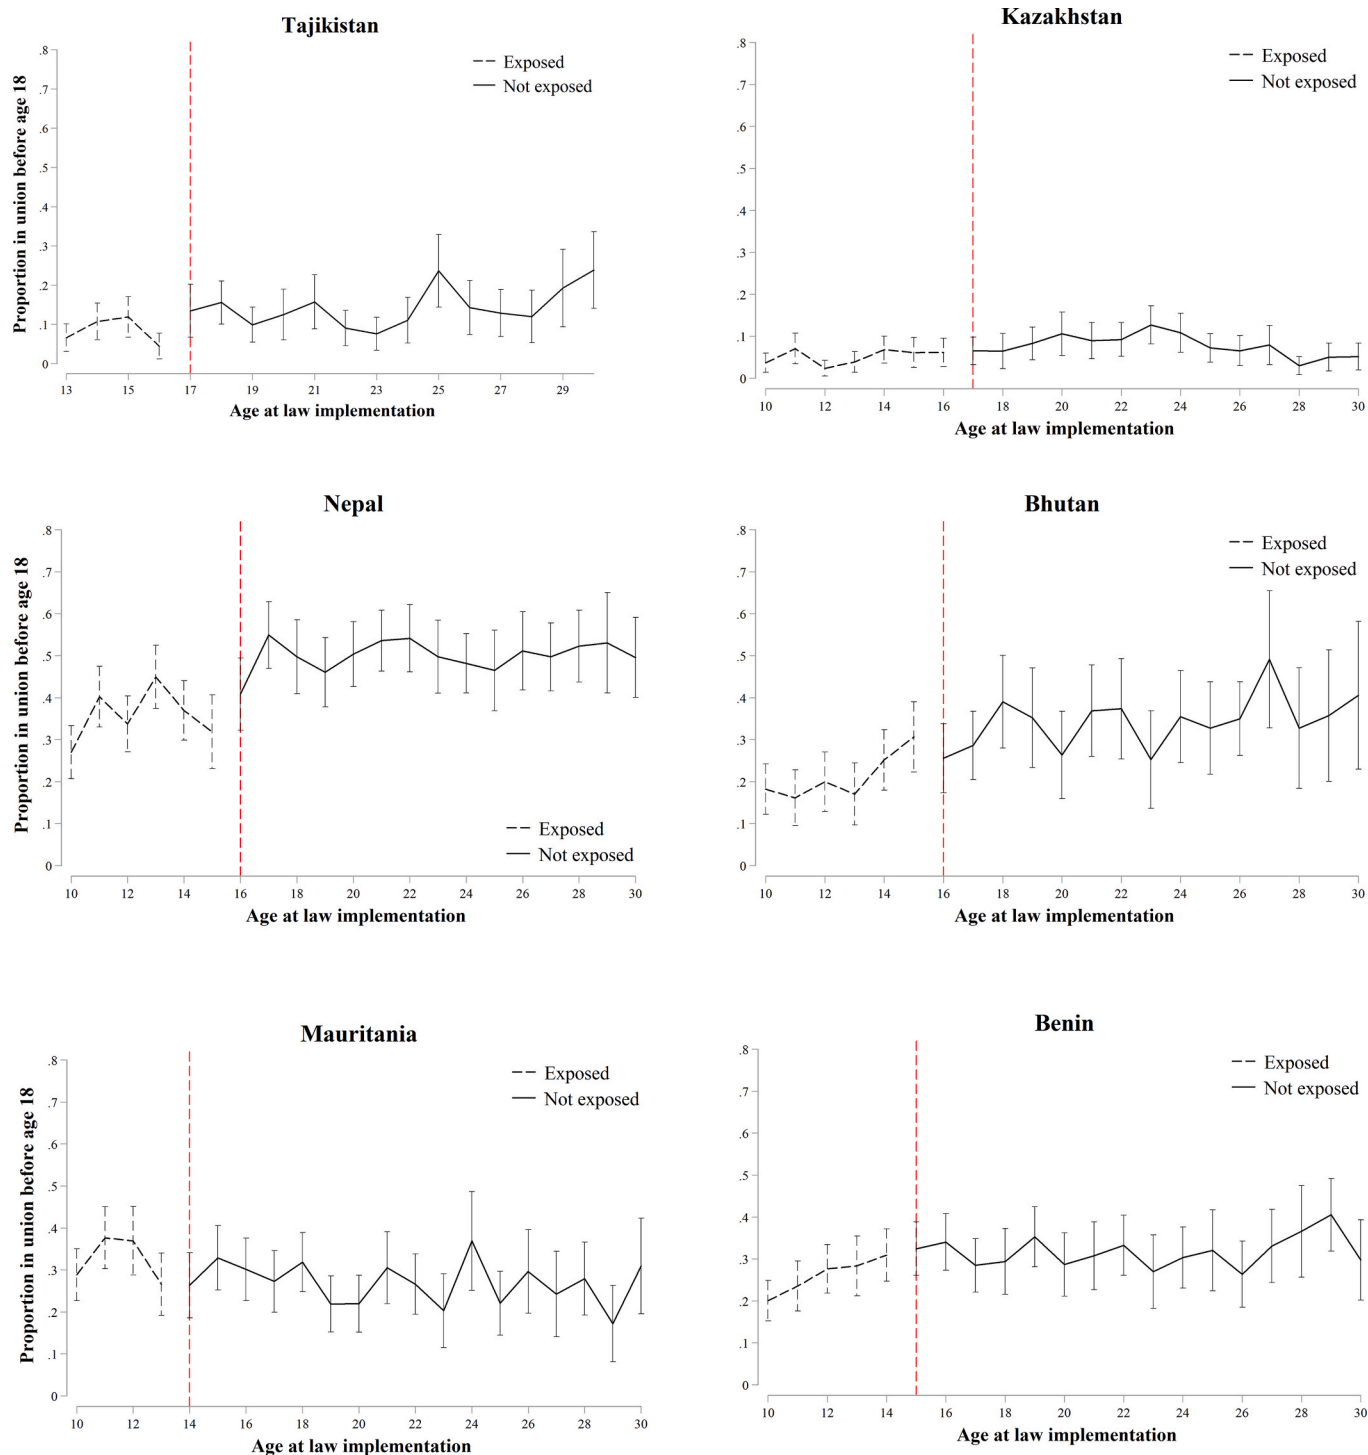 Tajikistan
Proportion in union before age 18
.8
.7
.6
.5
.4
.3
.2
.1
0
Exposed
Not exposed
13 15 17 19 21 23 25 27 29
Age at law implementation
Kazakhstan
.8
.7
.6
.5
.4
.3
.2
.1
0
Exposed
Not exposed
10 12 14 16 18 20 22 24 26 28 30
Age at law implementation
Nepal
Proportion in union before age 18
.8
.7
.6
.5
.4
.3
.2
.1
0
Exposed
Not exposed
10 12 14 16 18 20 22 24 26 28 30
Age at law implementation
Bhutan
.8
.7
.6
.5
.4
.3
.2
.1
0
Exposed
Not exposed
10 12 14 16 18 20 22 24 26 28 30
Age at law implementation
Mauritania
Proportion in union before age 18
.8
.7
.6
.5
.4
.3
.2
.1
0
Exposed
Not exposed
10 12 14 16 18 20 22 24 26 28 30
Age at law implementation
Benin
.8
.7
.6
.5
.4
.3
.2
.1
0
Exposed
Not exposed
10 12 14 16 18 20 22 24 26 28 30
Age at law implementation